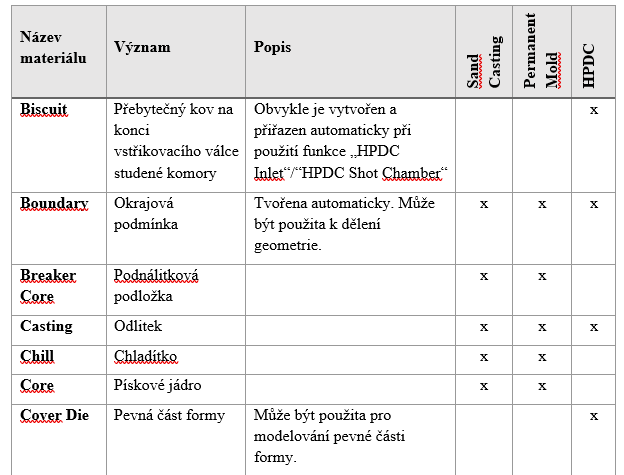 Název materiálu
Význam
Popis
Sand Casting
Permanent Mold
HPDC
Biscuit
Přebytečný kov na
konci
vstřikovacího válce
studené komory
Obvykle je vytvořen a
přiřazen automaticky při
použití funkce „HPDC
Inlet“/“HPDC Shot Chamber“
x
Boundary
Okrajová
podmínka
Tvořena automaticky. Může
být použita k dělení
geometrie.
x x x
Breaker
Core
Podnálitková
podložka
x x
Casting Odlitek x x x
Chill Chladítko x x
Core Pískové jádro x x
Cover Die Pevná část formy
Může být použita pro
modelování pevné části
formy.
x